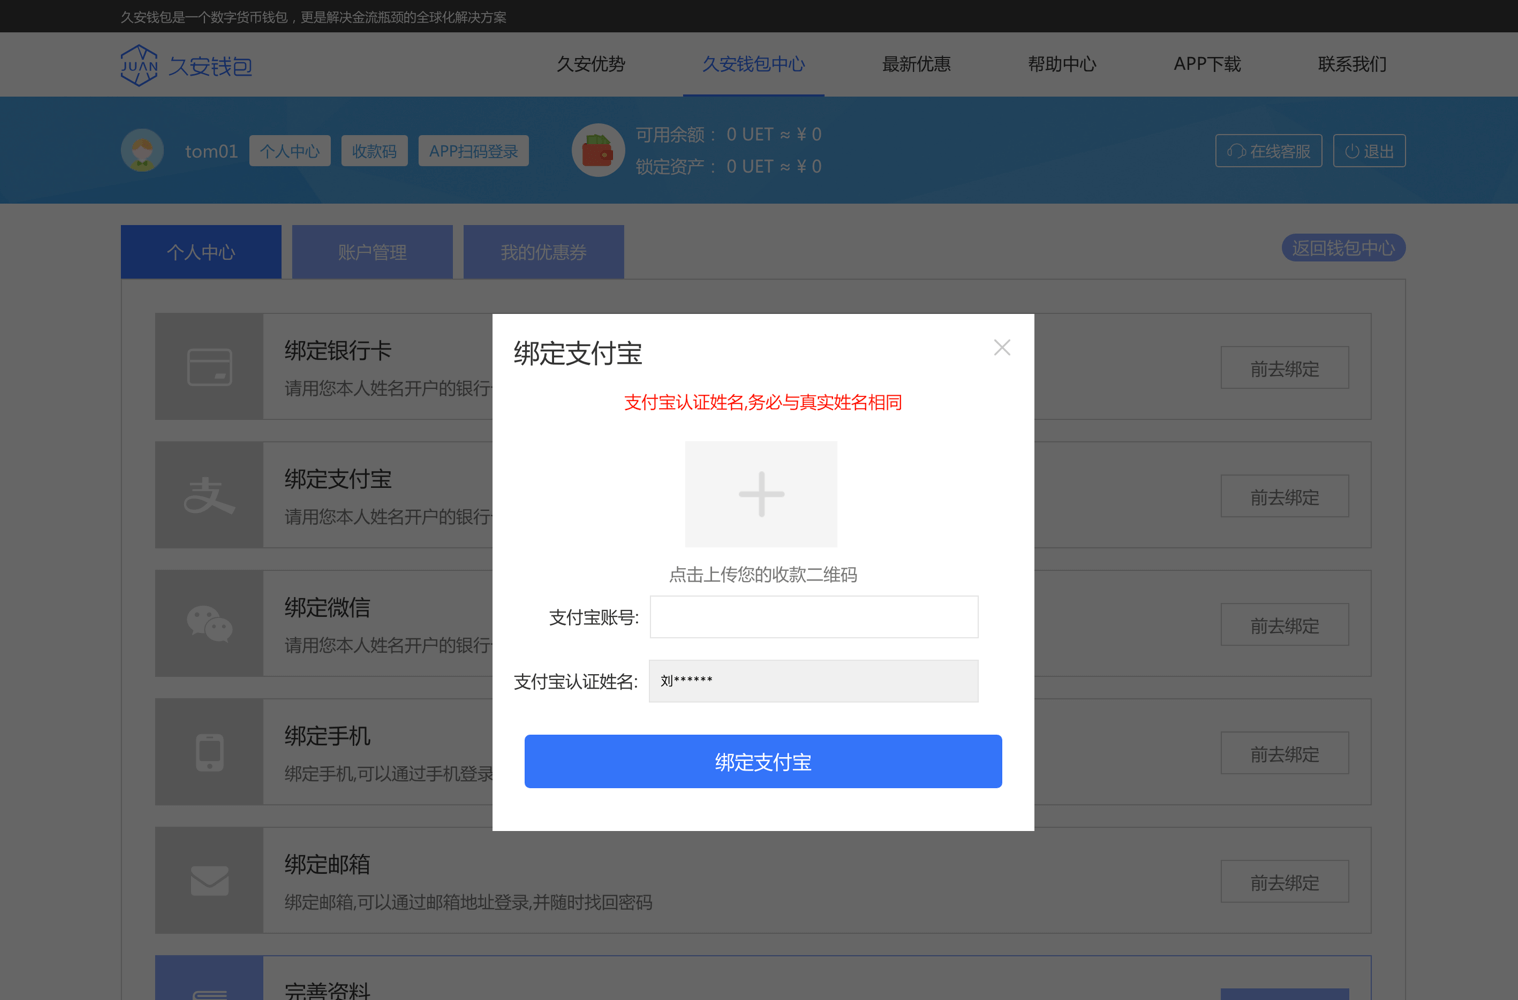 久安钱包是一个数字货币钱包，更是解决金流瓶颈的全球化解决方案
JUAN 久安钱包
久安优势 久安钱包中心 最新优惠 帮助中心 APP下载 联系我们
tom01 个人中心 收款码 APP扫码登录
可用余额： 0 UET ≈ ¥ 0
锁定资产： 0 UET ≈ ¥ 0
在线客服 退出
个人中心 账户管理 我的优惠券 返回钱包中心
绑定银行卡
请用您本人姓名开户的银行
前去绑定
绑定支付宝
请用您本人姓名开户的银行
前去绑定
绑定微信
请用您本人姓名开户的银行
前去绑定
绑定手机
绑定手机,可以通过手机登录
前去绑定
绑定邮箱
绑定邮箱,可以通过邮箱地址登录,并随时找回密码
前去绑定
完善资料
绑定支付宝
支付宝认证姓名,务必与真实姓名相同
点击上传您的收款二维码
支付宝账号:
支付宝认证姓名: 刘******
绑定支付宝